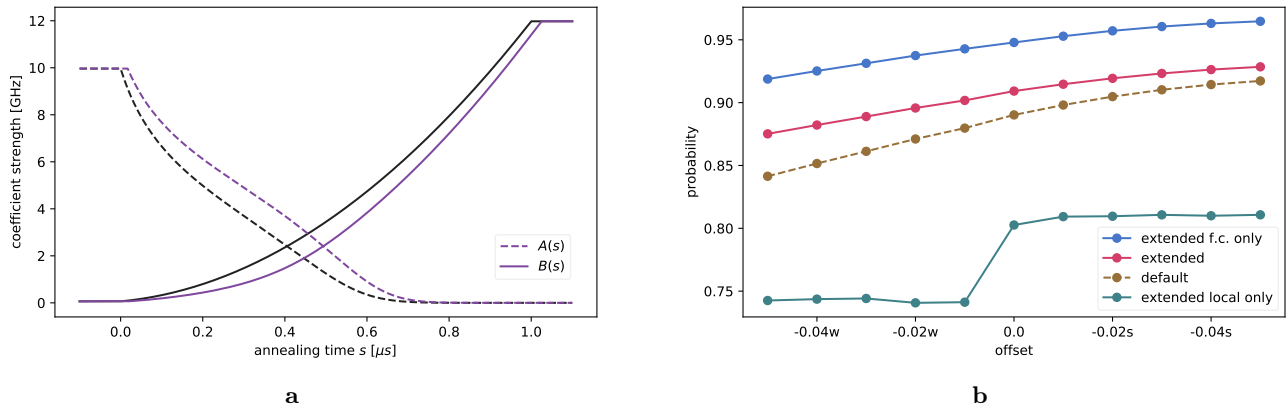 12
10
8
6
4
2
0
coefficient strength [GHz]
0.0
0.2
0.4
0.6
0.8
1.0
annealing time s [μs]
A(s)
B(s)
a
0.95
0.90
0.85
0.80
0.75
probability
-0.04w
-0.02w
0.0
-0.02s
-0.04s
offset
extended f.c. only
extended
default
extended local only
b